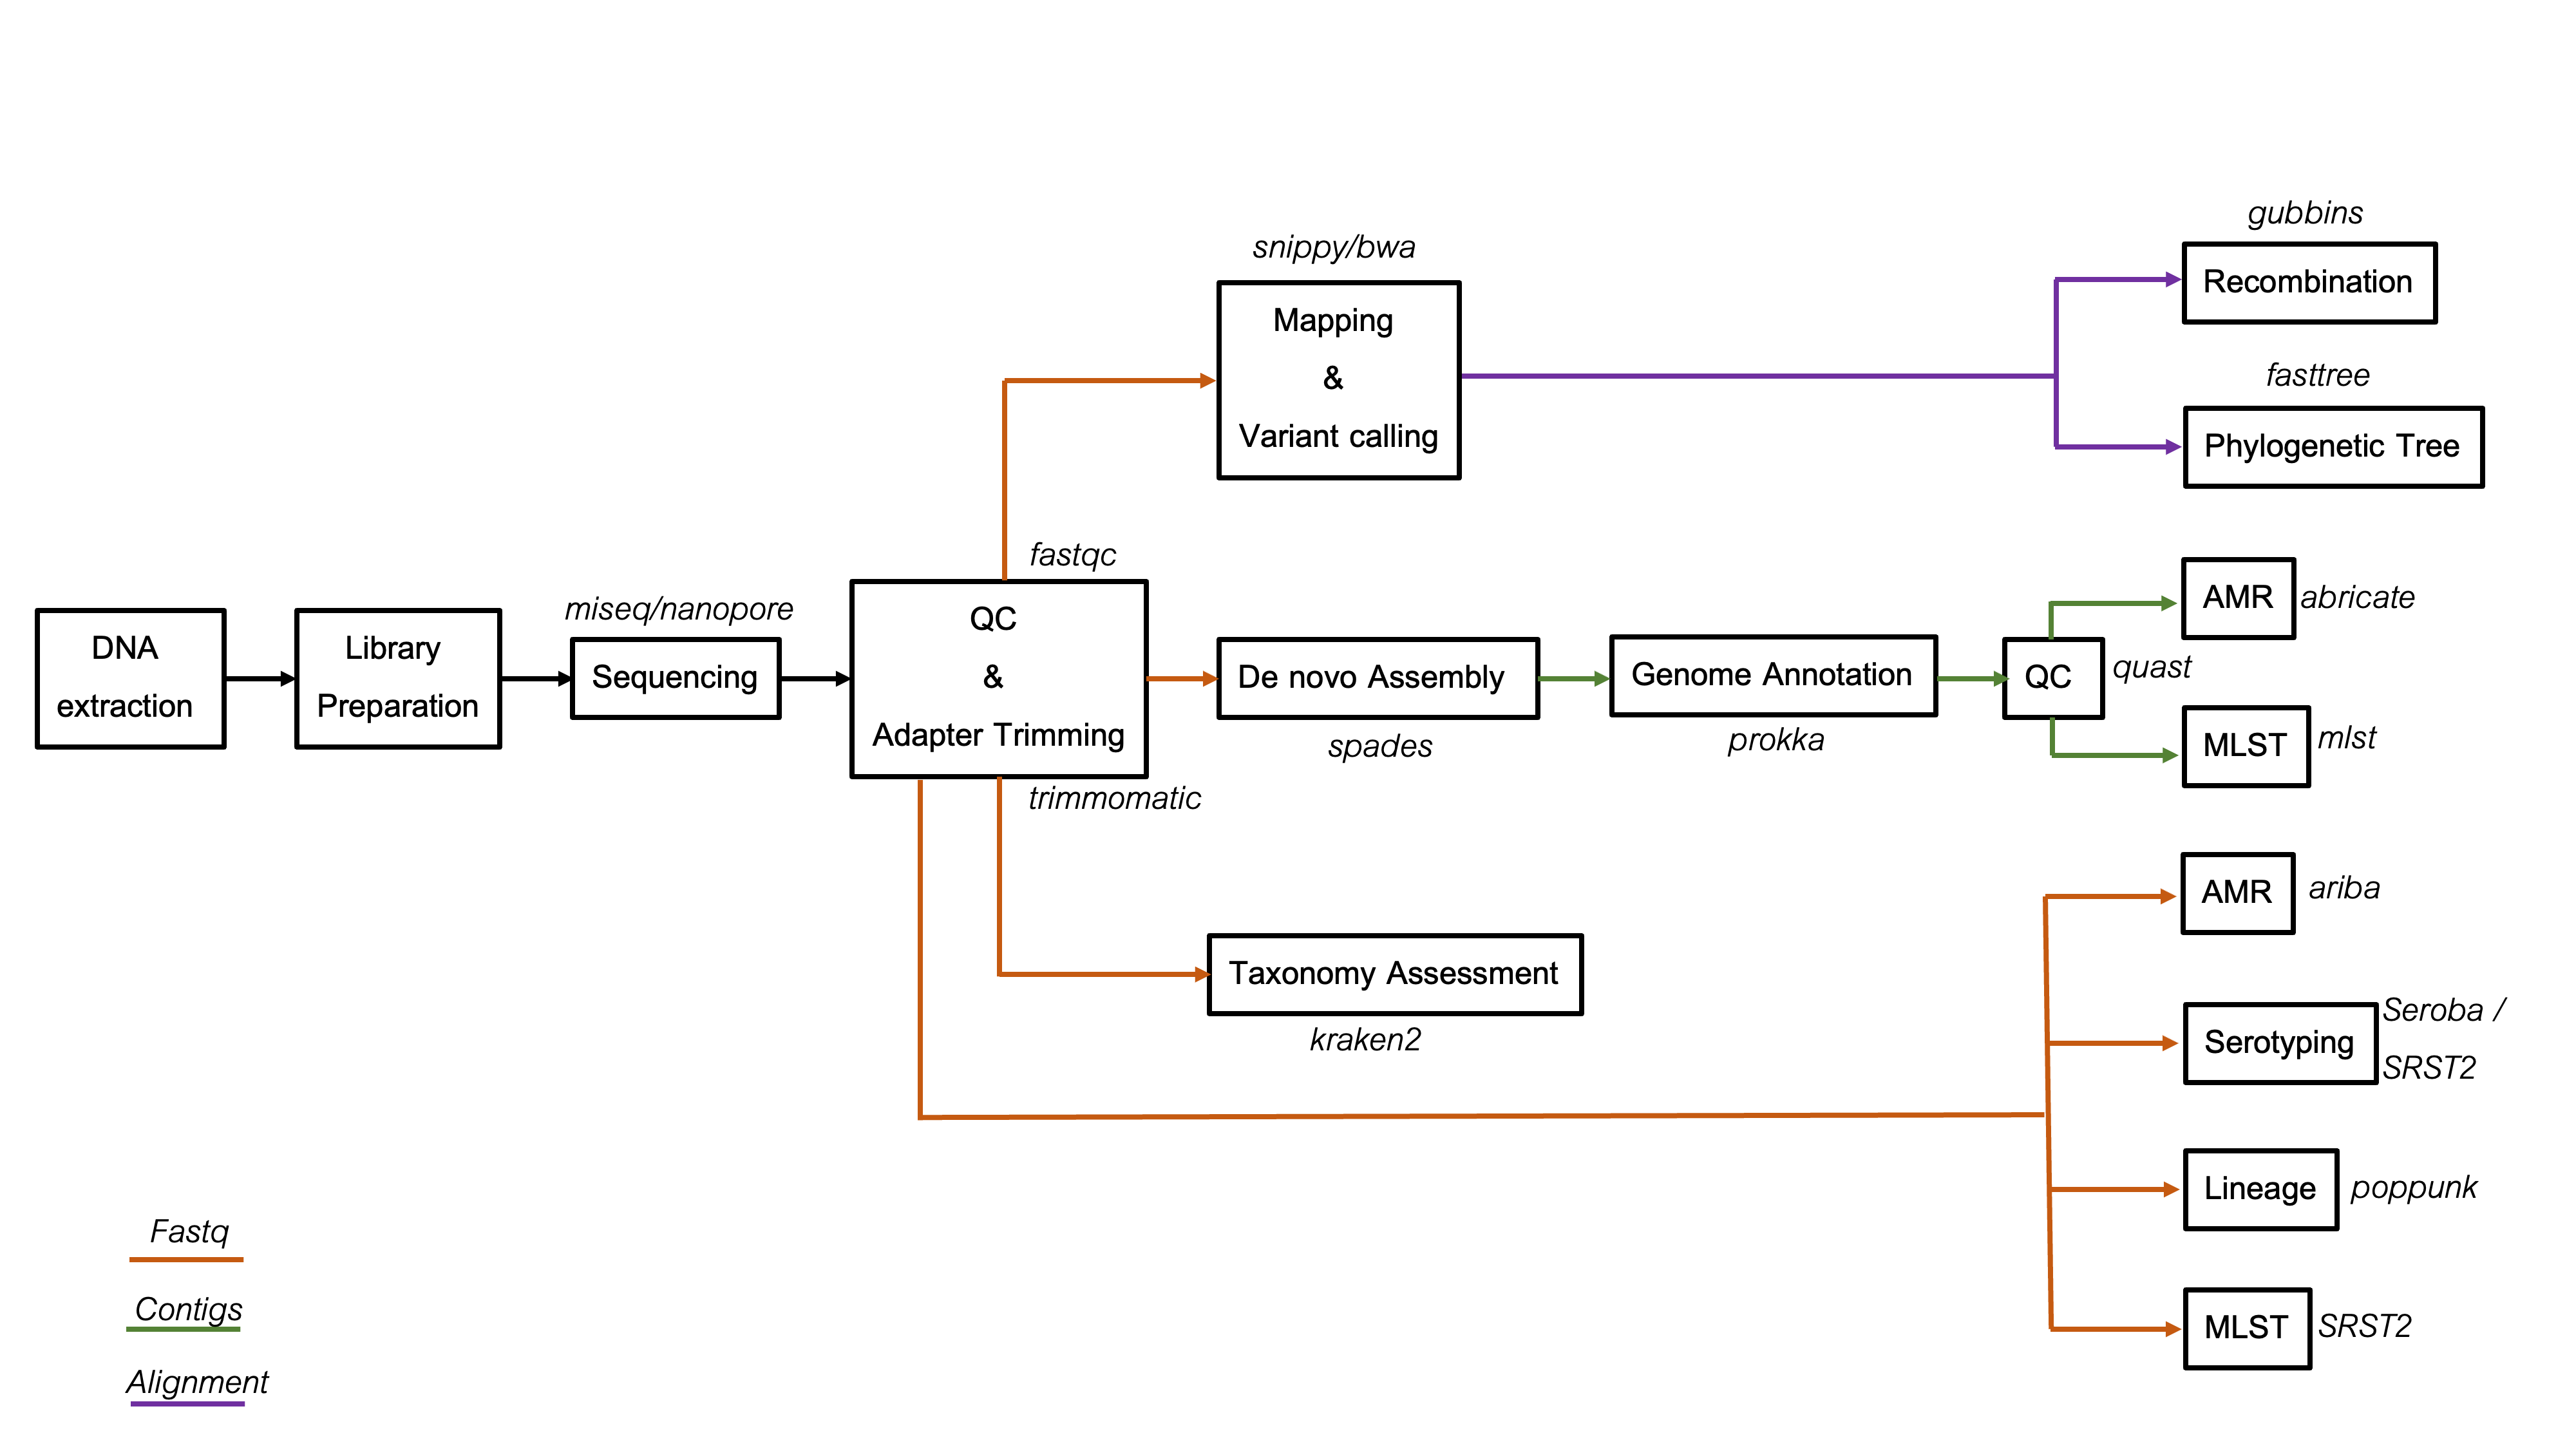 gubbins
Recombination
snippy/bwa
Mapping
&
Variant calling
fasttree
Phylogenetic Tree
DNA
extraction
Library
Preparation
miseq/nanopore
Sequencing
fastqc
QC
&
Adapter Trimming
trimmomatic
De novo Assembly
spades
Genome Annotation
prokka
QC
quast
AMR
abricate
MLST
mlst
Taxonomy Assessment
kraken2
AMR
ariba
Serotyping
Seroba /
SRST2
Lineage
poppunk
MLST
SRST2
Fastq
Contigs
Alignment